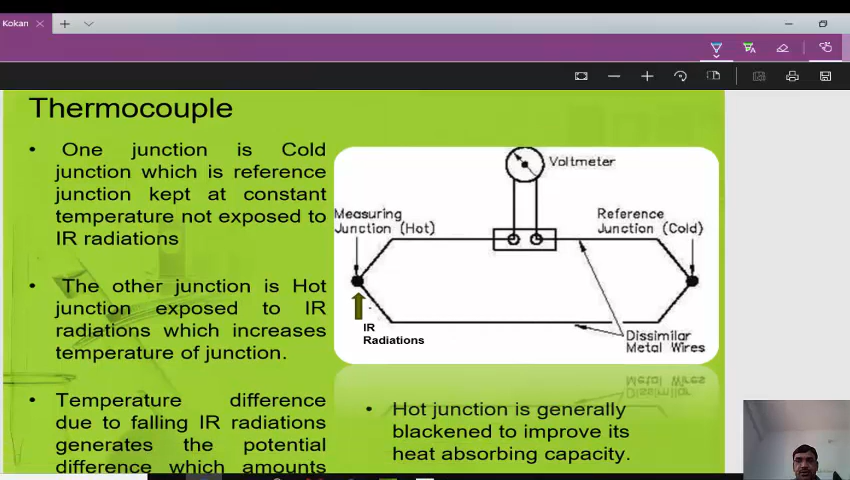 Kokan
Thermocouple
• One junction is Cold
junction which is reference
junction kept at constant
temperature not exposed to
IR radiations
• The other junction is Hot
junction exposed to IR
radiations which increases
temperature of junction.
• Temperature difference
due to falling IR radiations
generates the potential
difference which amounts
Voltmeter
Measuring
Junction (Hot)
Reference
Junction (Cold)
IR
Radiations
Dissimilar
Metal Wires
• Hot junction is generally
blackened to improve its
heat absorbing capacity.